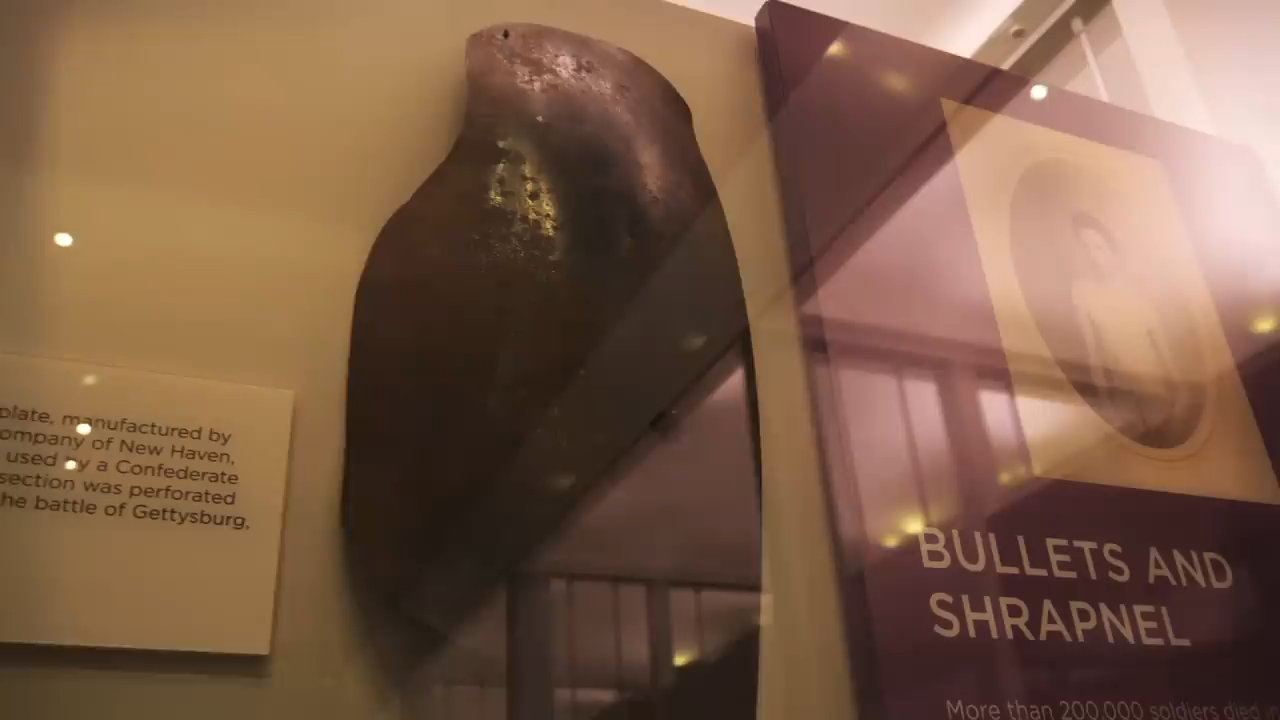 plate, manufactured by
ompany of New Haven,
used by a Confederate
section was perforated
he battle of Gettysburg,
BULLETS AND
SHRAPNEL
More than 200,000 soldiers died